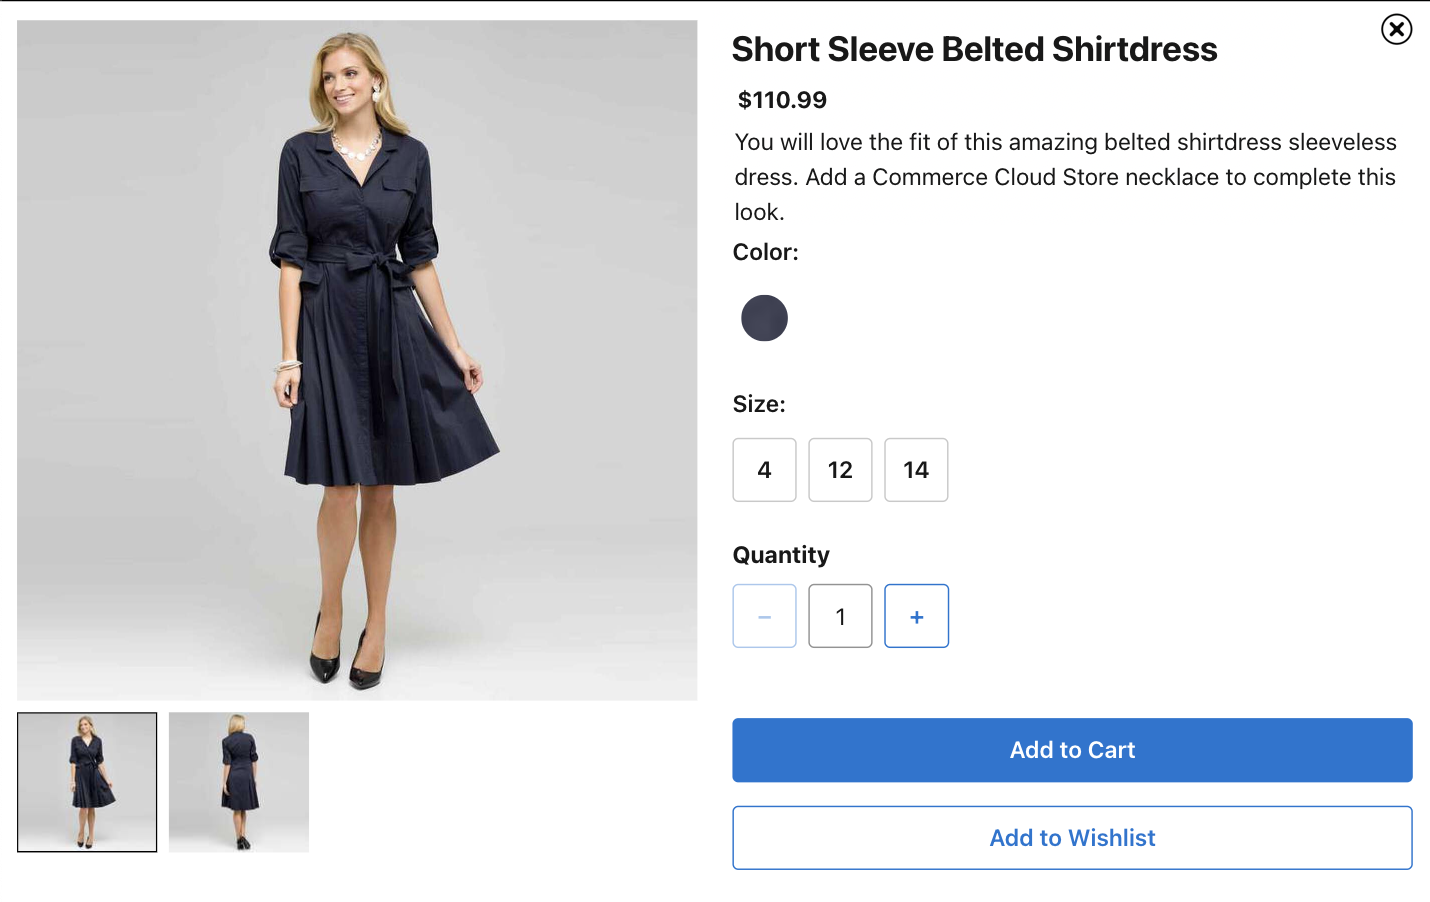 Short Sleeve Belted Shirtdress
$110.99
You will love the fit of this amazing belted shirtdress sleeveless
dress. Add a Commerce Cloud Store necklace to complete this
look.
Color:
Size:
4 12 14
Quantity
− 1 +
Add to Cart
Add to Wishlist